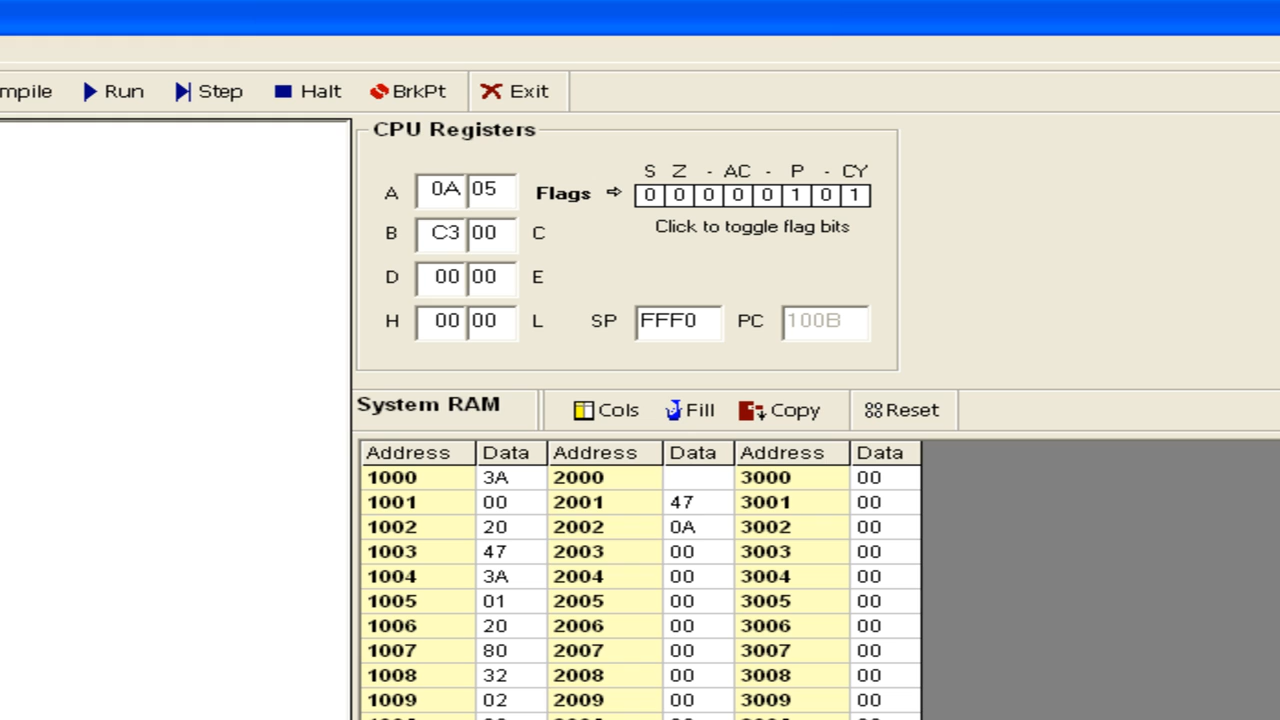 mpile Run Step Halt BrkPt Exit
CPU Registers
S Z - AC - P - CY
A 0A 05 Flags ⇨ 0 0 0 0 0 1 0 1
Click to toggle flag bits
B C3 00 C
D 00 00 E
H 00 00 L SP FFF0 PC 100B
System RAM Cols Fill Copy Reset
Address Data Address Data Address Data
1000 3A 2000 3000 00
1001 00 2001 47 3001 00
1002 20 2002 0A 3002 00
1003 47 2003 00 3003 00
1004 3A 2004 00 3004 00
1005 01 2005 00 3005 00
1006 20 2006 00 3006 00
1007 80 2007 00 3007 00
1008 32 2008 00 3008 00
1009 02 2009 00 3009 00